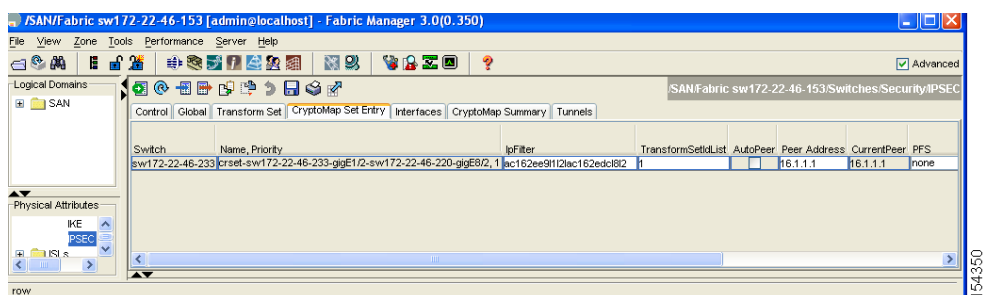 /SAN/Fabric sw172-22-46-153 [admin@localhost] - Fabric Manager 3.0(0.350)
File View Zone Tools Performance Server Help
Advanced
Logical Domains
/SAN/Fabric sw172-22-46-153/Switches/Security/IPSEC
SAN
Control Global Transform Set CryptoMap Set Entry Interfaces CryptoMap Summary Tunnels
Switch Name, Priority IpFilter TransformSetIdList AutoPeer Peer Address CurrentPeer PFS
sw172-22-46-233 crset-sw172-22-46-233-gigE1/2-sw172-22-46-220-gigE8/2, 1 1 16.1.1.1 16.1.1.1 none
Physical Attributes
IKE
IPSEC
ISLs
row
154350